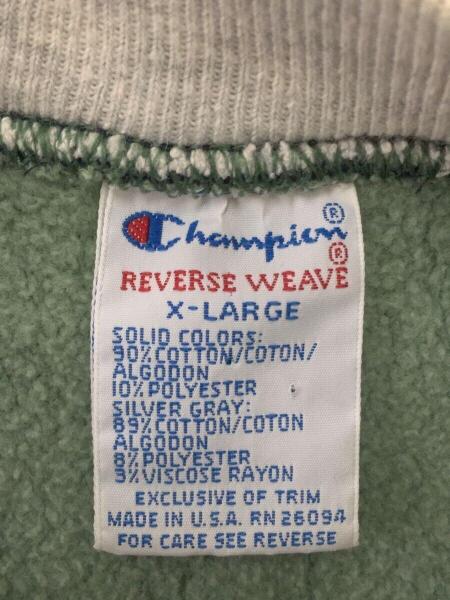 Champion®
REVERSE WEAVE®
X-LARGE
SOLID COLORS:
90% COTTON/COTON/
ALGODON
10% POLYESTER
SILVER GRAY:
89% COTTON/COTON
ALGODON
8% POLYESTER
3% VISCOSE RAYON
EXCLUSIVE OF TRIM
MADE IN U.S.A. RN 26094
FOR CARE SEE REVERSE